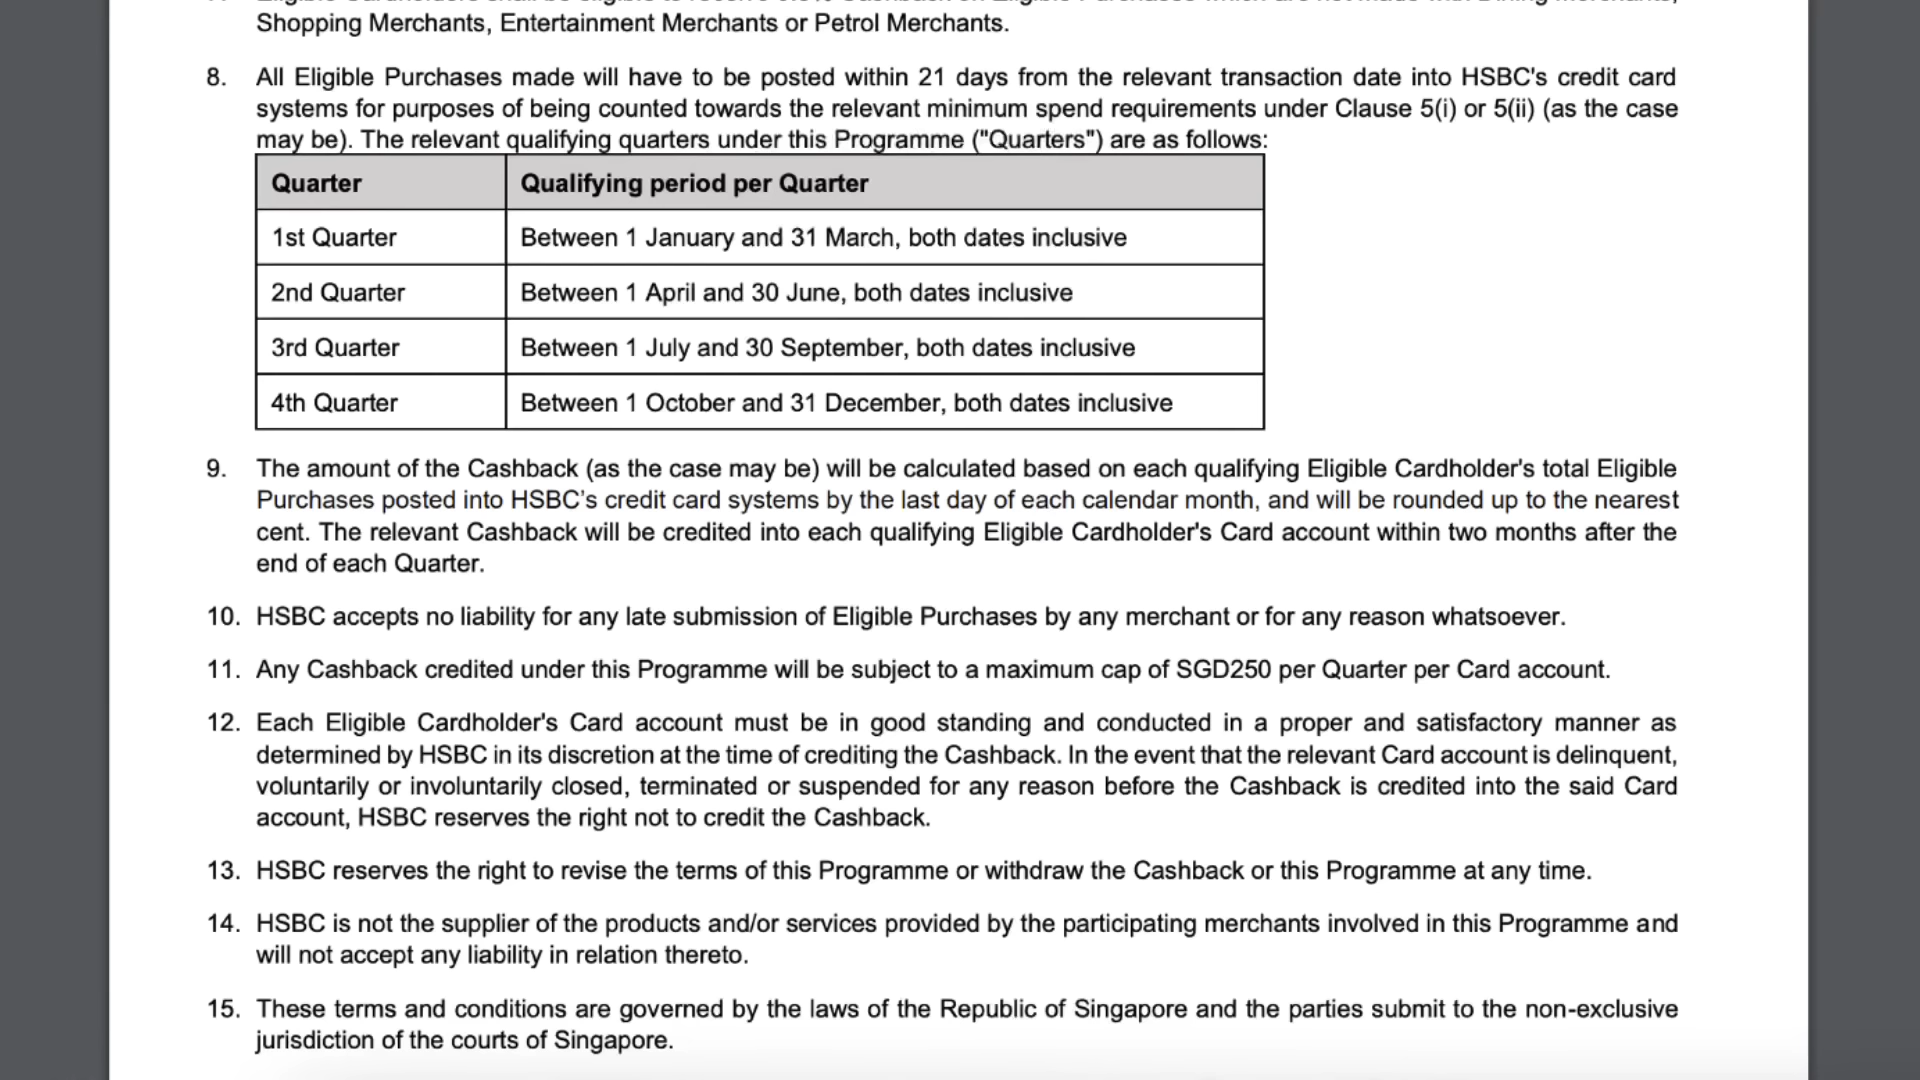 Shopping Merchants, Entertainment Merchants or Petrol Merchants.
8. All Eligible Purchases made will have to be posted within 21 days from the relevant transaction date into HSBC's credit card
systems for purposes of being counted towards the relevant minimum spend requirements under Clause 5(i) or 5(ii) (as the case
may be). The relevant qualifying quarters under this Programme ("Quarters") are as follows:
Quarter Qualifying period per Quarter
1st Quarter Between 1 January and 31 March, both dates inclusive
2nd Quarter Between 1 April and 30 June, both dates inclusive
3rd Quarter Between 1 July and 30 September, both dates inclusive
4th Quarter Between 1 October and 31 December, both dates inclusive
9. The amount of the Cashback (as the case may be) will be calculated based on each qualifying Eligible Cardholder's total Eligible
Purchases posted into HSBC's credit card systems by the last day of each calendar month, and will be rounded up to the nearest
cent. The relevant Cashback will be credited into each qualifying Eligible Cardholder's Card account within two months after the
end of each Quarter.
10. HSBC accepts no liability for any late submission of Eligible Purchases by any merchant or for any reason whatsoever.
11. Any Cashback credited under this Programme will be subject to a maximum cap of SGD250 per Quarter per Card account.
12. Each Eligible Cardholder's Card account must be in good standing and conducted in a proper and satisfactory manner as
determined by HSBC in its discretion at the time of crediting the Cashback. In the event that the relevant Card account is delinquent,
voluntarily or involuntarily closed, terminated or suspended for any reason before the Cashback is credited into the said Card
account, HSBC reserves the right not to credit the Cashback.
13. HSBC reserves the right to revise the terms of this Programme or withdraw the Cashback or this Programme at any time.
14. HSBC is not the supplier of the products and/or services provided by the participating merchants involved in this Programme and
will not accept any liability in relation thereto.
15. These terms and conditions are governed by the laws of the Republic of Singapore and the parties submit to the non-exclusive
jurisdiction of the courts of Singapore.